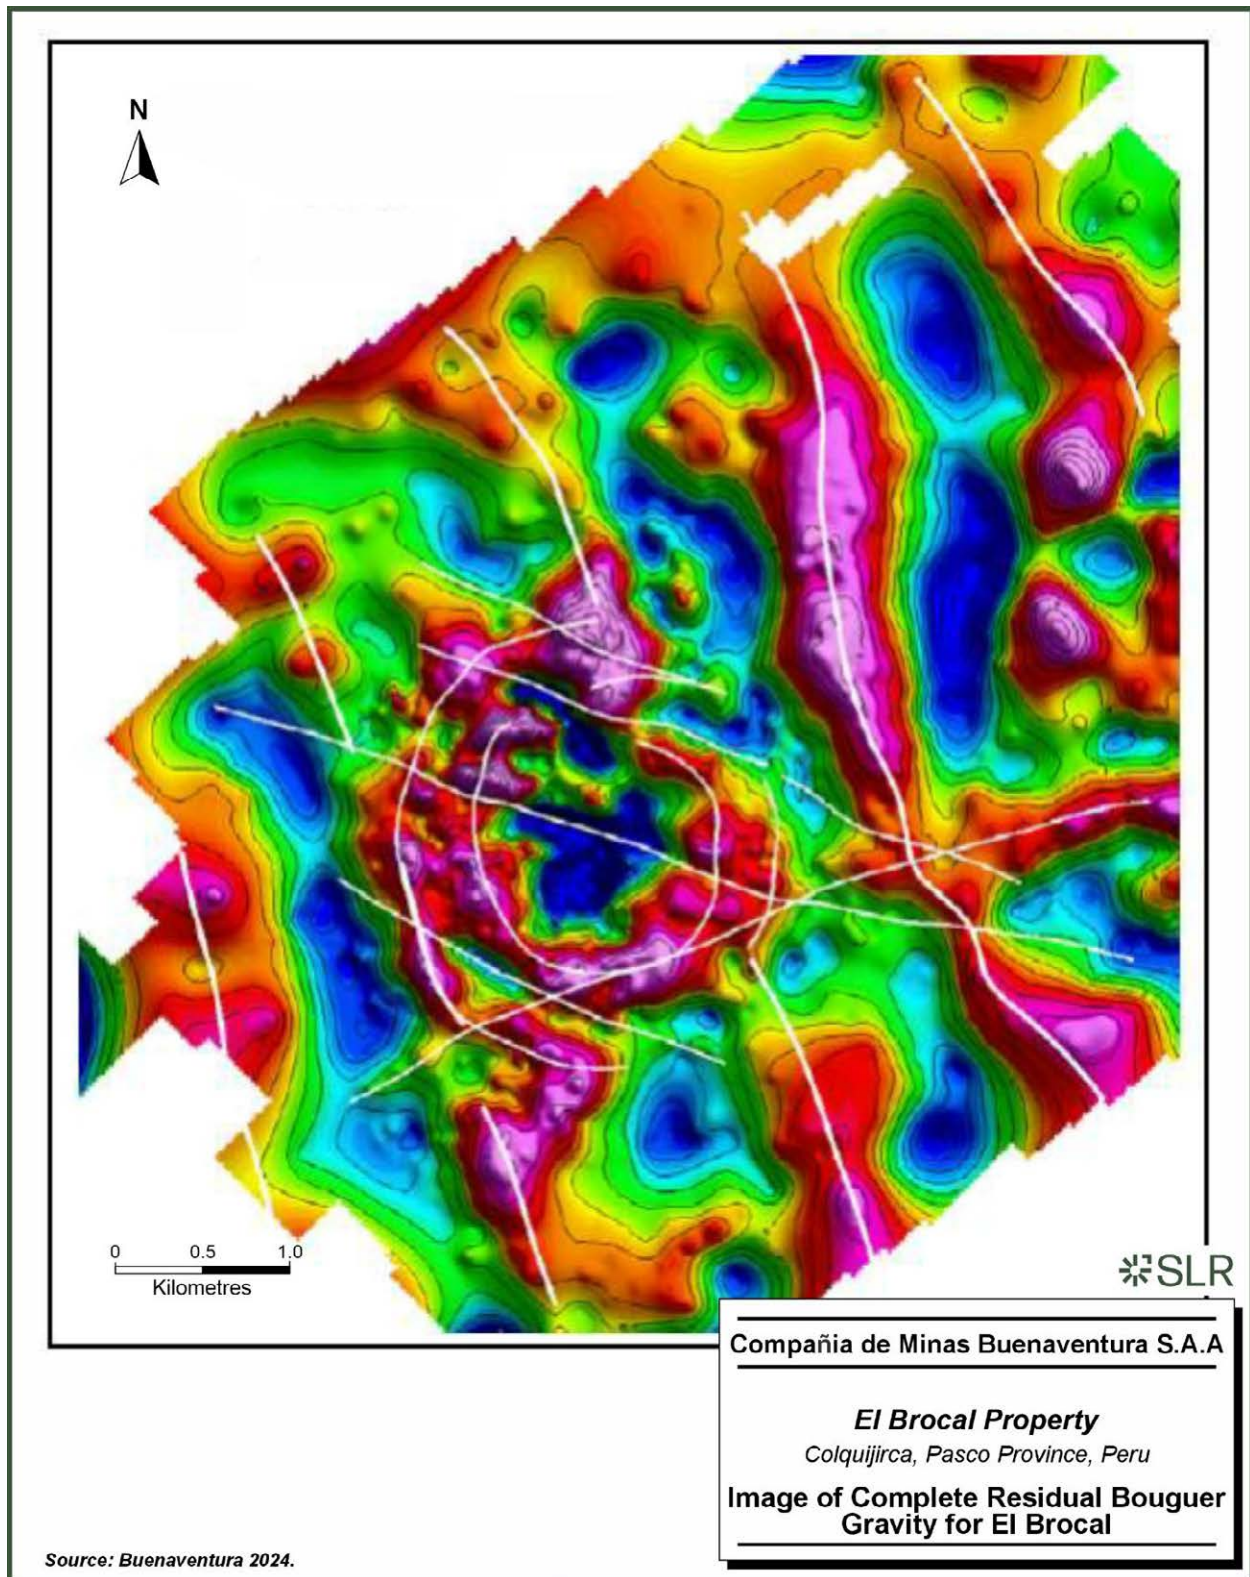 N
0 0.5 1.0
Kilometres
SLR
Compañia de Minas Buenaventura S.A.A
El Brocal Property
Colquijirca, Pasco Province, Peru
Image of Complete Residual Bouguer
Gravity for El Brocal
Source: Buenaventura 2024.